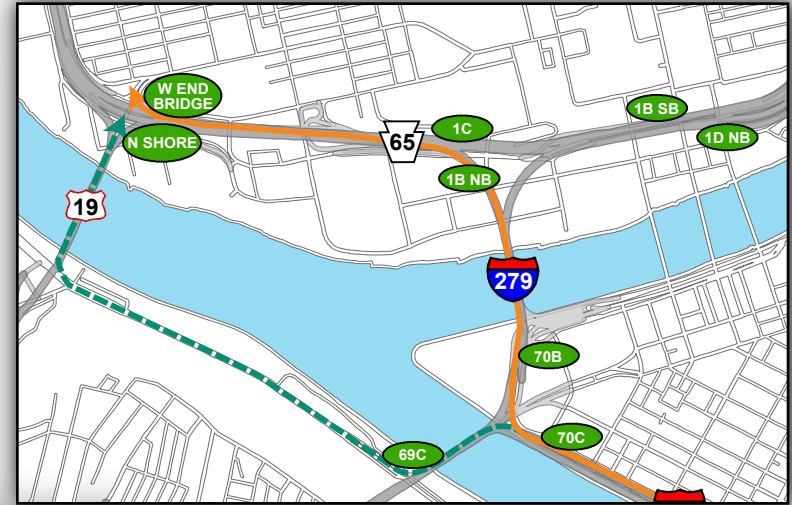 W END
BRIDGE
N SHORE
65
1C
1B SB
1D NB
1B NB
19
279
70B
70C
69C